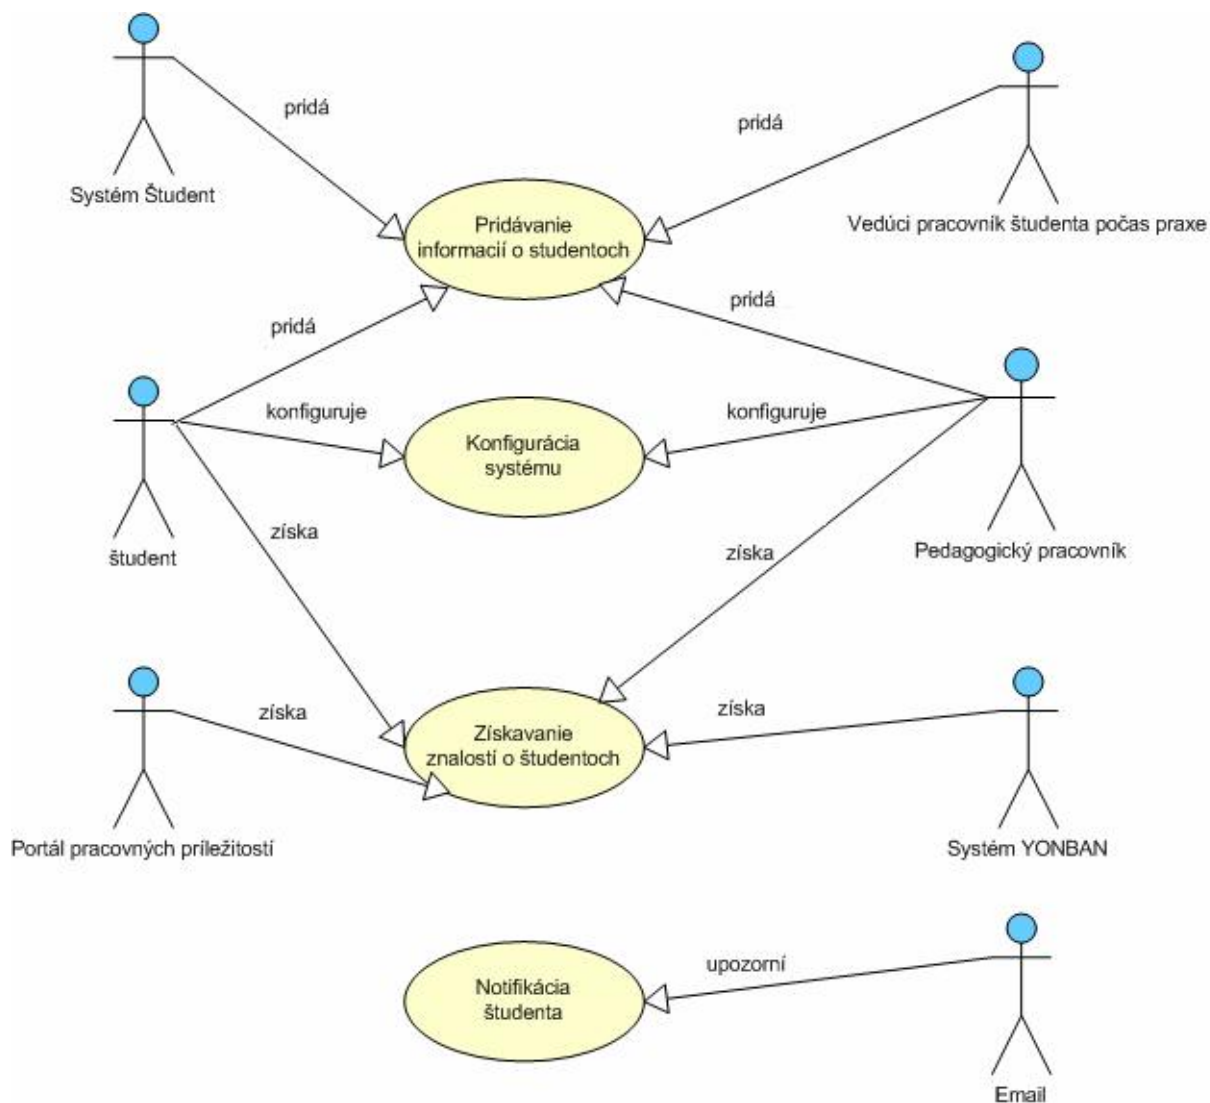 pridá
pridá
Systém Študent
Vedúci pracovník študenta počas praxe
Pridávanie
informacií o studentoch
pridá
pridá
konfiguruje
konfiguruje
Konfigurácia
systému
študent
Pedagogický pracovník
získa
získa
získa
získa
Získavanie
znalostí o študentoch
Portál pracovných príležitostí
Systém YONBAN
upozorní
Notifikácia
študenta
Email